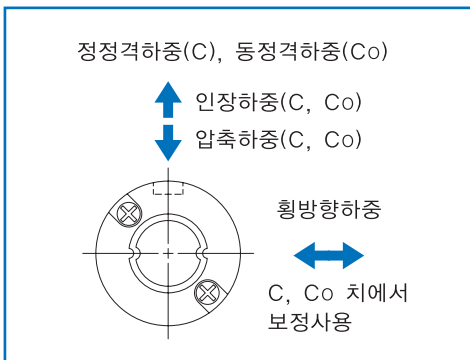 정정격하중(C), 동정격하중(Co)
인장하중(C, Co)
압축하중(C, Co)
횡방향하중
C, Co 치에서
보정사용